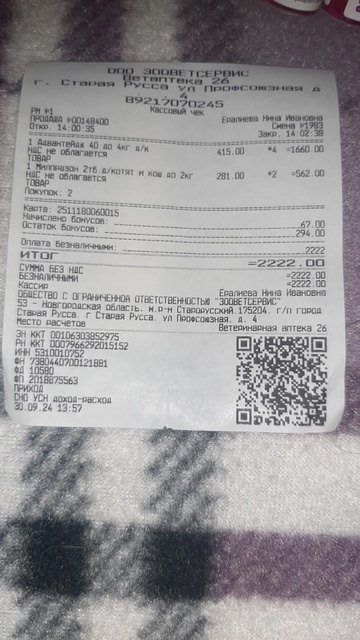 ООО ЗООВЕТСЕРВИС
Ветаптека 26
г. Старая Русса ул Профсоюзная д
4
89217070245
Кассовый чек
РМ №1
Ералиева Нина Ивановна
ПРОДАЖА №00148400
Смена №1983
Откр. 14:00:35
Закр. 14:02:38
1 Адвантейдж 40 до 4кг д/к
415.00 *4 =1660.00
НДС не облагается
ТОВАР
1 Милпразон 2тб.д/котят и кош до 2кг
281.00 *2 =562.00
НДС не облагается
ТОВАР
Покупок: 2
Карта: 2511180060015
Начислено бонусов: 67.00
Остаток бонусов: 294.00
Оплата безналичными: 2222
ИТОГ =2222.00
СУММА БЕЗ НДС =2222.00
БЕЗНАЛИЧНЫМИ =2222.00
Кассир Ералиева Нина Ивановна
ОБЩЕСТВО С ОГРАНИЧЕННОЙ ОТВЕТСТВЕННОСТЬЮ "ЗООВЕТСЕРВИС"
53 - Новгородская область, м.р-н Старорусский,175204, г/п город
Старая Русса, г Старая Русса, ул Профсоюзная, д. 4
Место расчетов Ветеринарная аптека 26
ЗН ККТ 00106303852975
РН ККТ 0007966292015152
ИНН 5310010752
ФН 7380440700121881
ФД 10580
ФП 2018875563
ПРИХОД
СНО УСН доход-расход
30.09.24 13:57